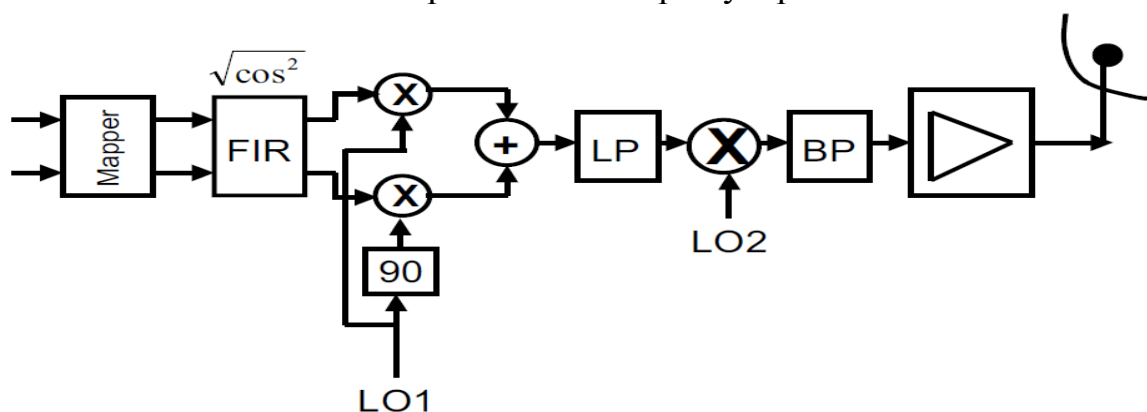 √cos²
Mapper
FIR
X
X
+
LP
X
BP
90
LO2
LO1